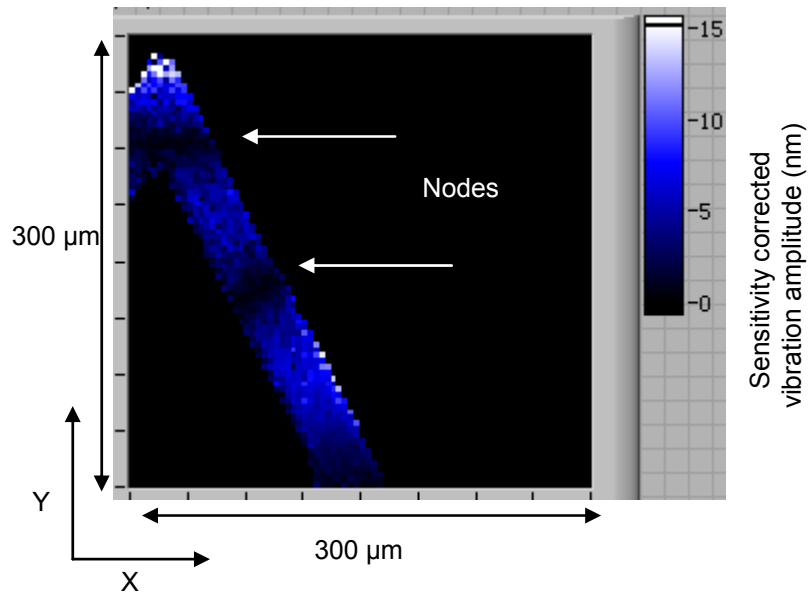 300 µm
Nodes
Y
X
300 µm
-15
-10
-5
-0
Sensitivity corrected
vibration amplitude (nm)